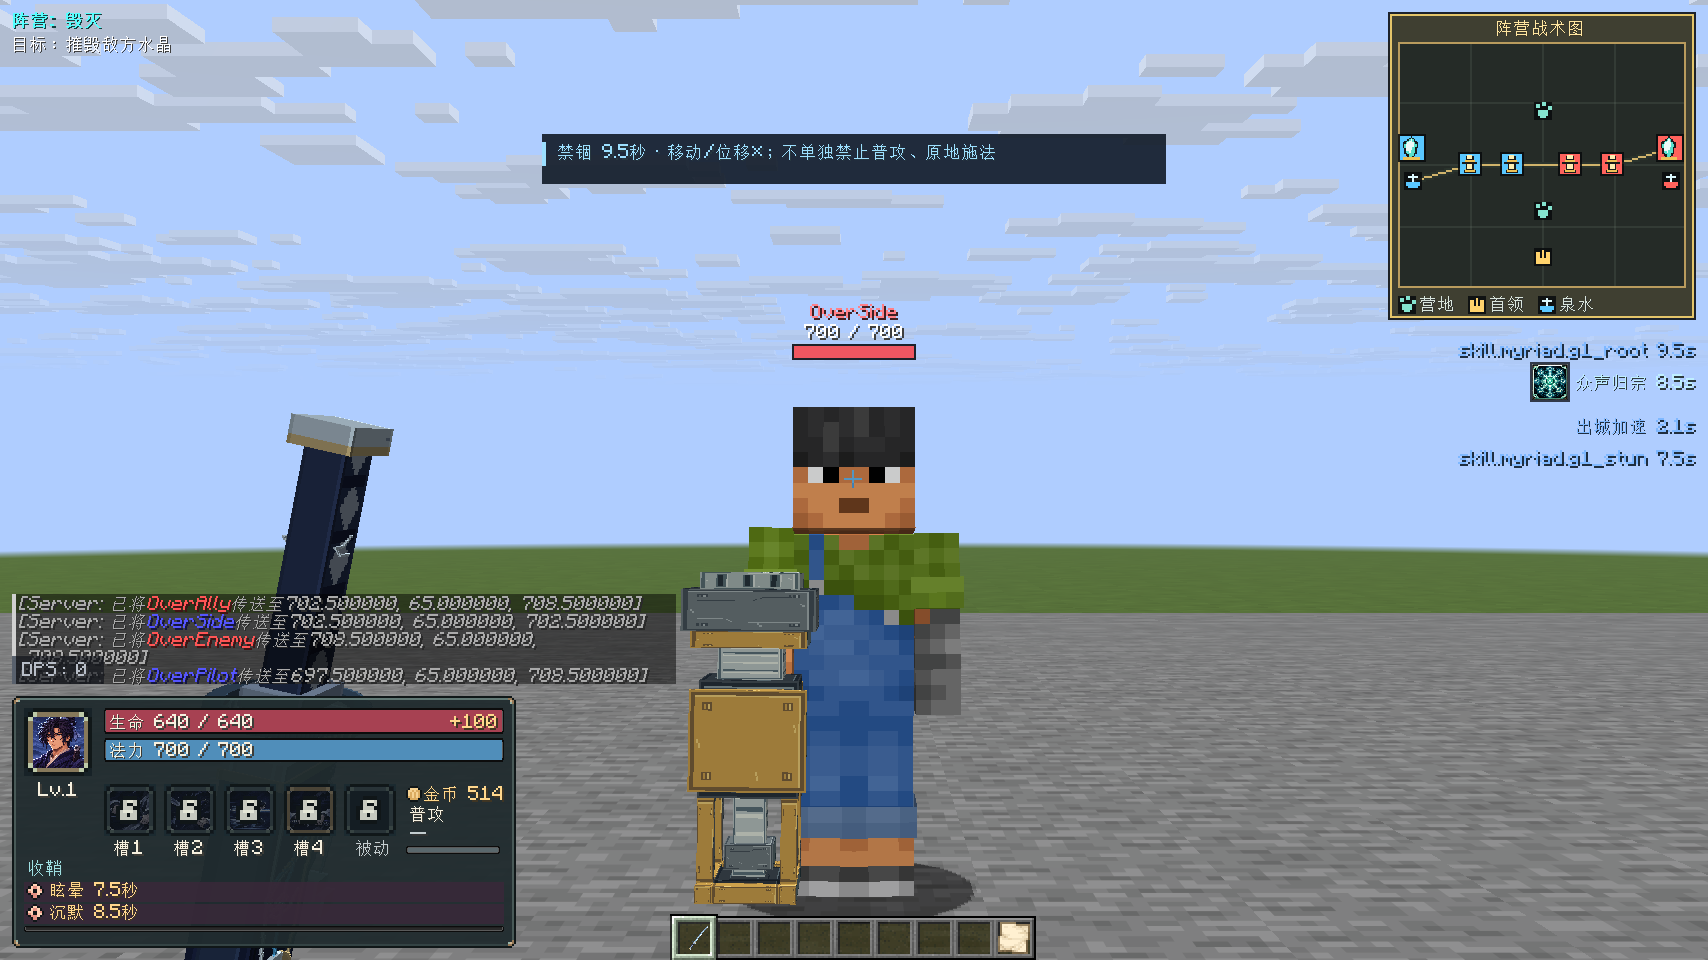 阵营: 毁灭
目标：摧毁敌方水晶
阵营战术图
禁锢 9.5秒 · 移动/位移×；不单独禁止普攻、原地施法
营地 首领 泉水
OverSide
700 / 700
skill.myriad.g1_root 9.5s
众声归宗 8.5s
出城加速 2.1s
skill.myriad.g1_stun 7.5s
[Server: 已将OverAlly传送至702.500000, 65.000000, 708.500000]
[Server: 已将OverSide传送至702.500000, 65.000000, 702.500000]
[Server: 已将OverEnemy传送至708.500000, 65.000000,
708.500000]
DPS: 0
[Server: 已将OverPilot传送至697.500000, 65.000000, 708.500000]
生命 640 / 640 +100
法力 700 / 700
Lv.1
金币 514
普攻
槽1 槽2 槽3 槽4 被动
收鞘
眩晕 7.5秒
沉默 8.5秒